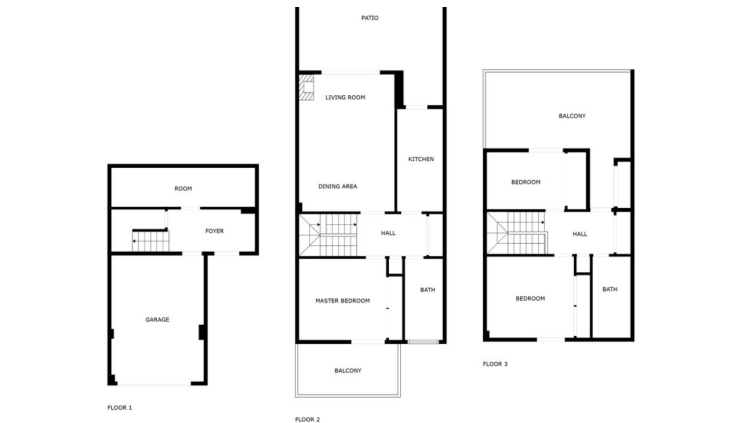 ROOM
FOYER
GARAGE
FLOOR 1
PATIO
LIVING ROOM
KITCHEN
DINING AREA
HALL
MASTER BEDROOM
BATH
BALCONY
FLOOR 2
BALCONY
BEDROOM
HALL
BEDROOM
BATH
FLOOR 3